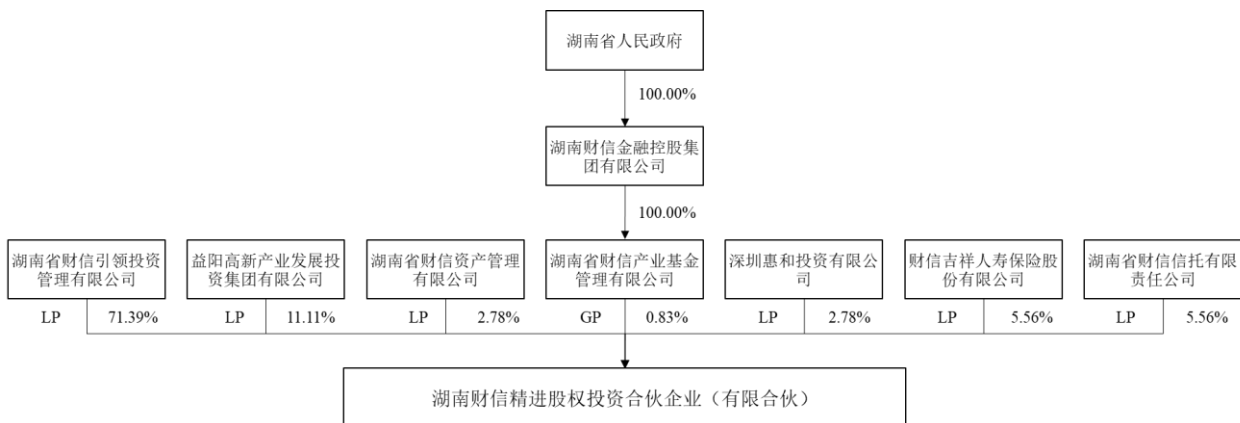 湖南省人民政府
100.00%
湖南财信金融控股集
团有限公司
100.00%
湖南省财信引领投资
管理有限公司
益阳高新产业发展投
资集团有限公司
湖南省财信资产管理
有限公司
湖南省财信产业基金
管理有限公司
深圳惠和投资有限公
司
财信吉祥人寿保险股
份有限公司
湖南省财信信托有限
责任公司
LP 71.39%
LP 11.11%
LP 2.78%
GP 0.83%
LP 2.78%
LP 5.56%
LP 5.56%
湖南财信精进股权投资合伙企业（有限合伙）